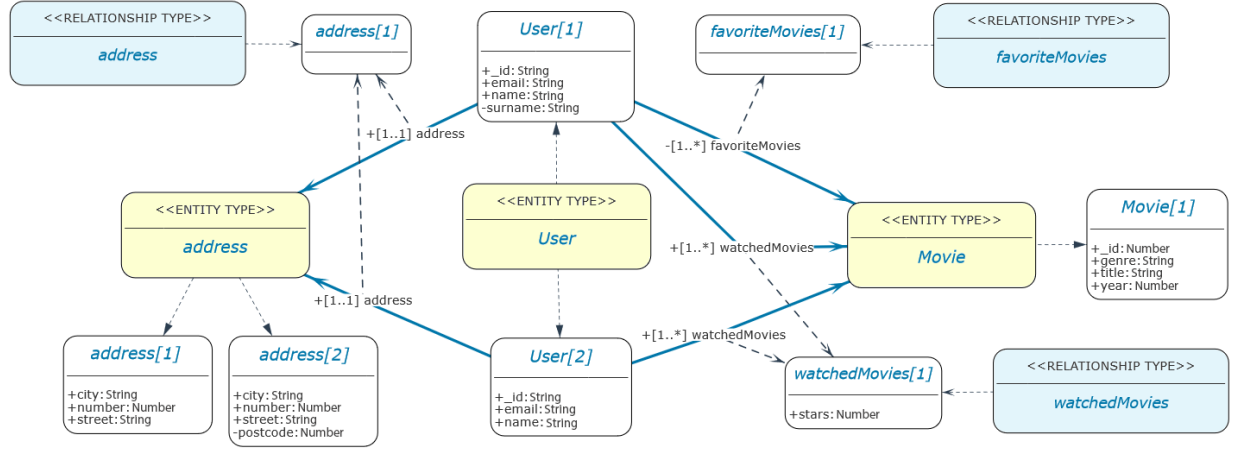 <<RELATIONSHIP TYPE>>
address
address[1]
User[1]
+_id: String
+email: String
+name: String
-surname: String
favoriteMovies[1]
<<RELATIONSHIP TYPE>>
favoriteMovies
+[1..1] address
-[1..*] favoriteMovies
<<ENTITY TYPE>>
address
<<ENTITY TYPE>>
User
<<ENTITY TYPE>>
Movie
Movie[1]
+_id: Number
+genre: String
+title: String
+year: Number
+[1..*] watchedMovies
+[1..1] address
+[1..*] watchedMovies
address[1]
+city: String
+number: Number
+street: String
address[2]
+city: String
+number: Number
+street: String
-postcode: Number
User[2]
+_id: String
+email: String
+name: String
watchedMovies[1]
+stars: Number
<<RELATIONSHIP TYPE>>
watchedMovies